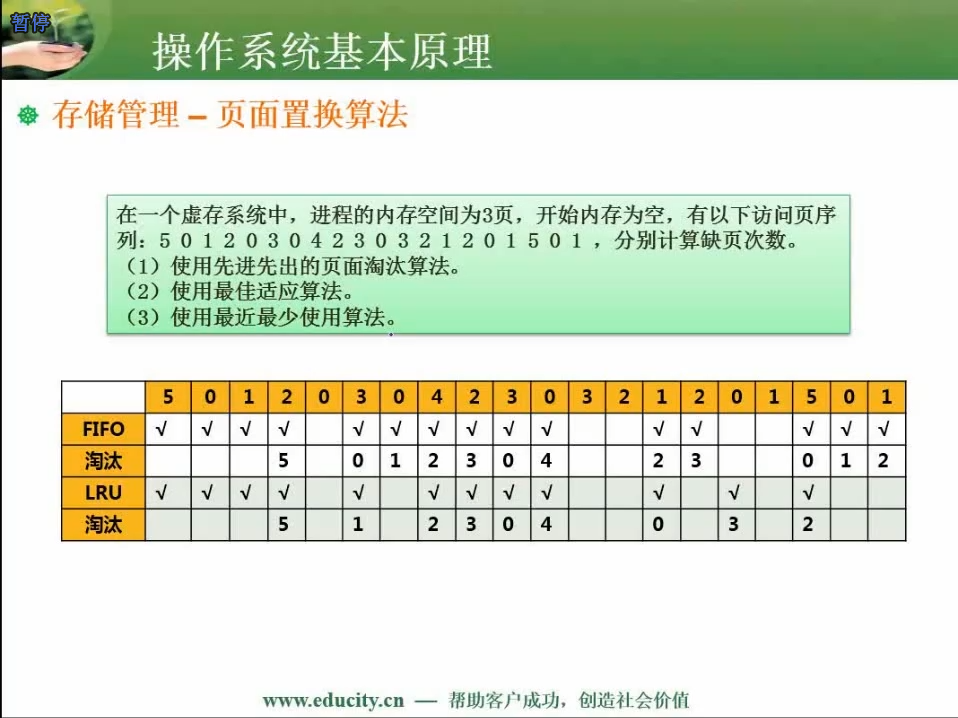 暂停
操作系统基本原理
存储管理 – 页面置换算法
在一个虚存系统中，进程的内存空间为3页，开始内存为空，有以下访问页序
列：5 0 1 2 0 3 0 4 2 3 0 3 2 1 2 0 1 5 0 1 ，分别计算缺页次数。
（1）使用先进先出的页面淘汰算法。
（2）使用最佳适应算法。
（3）使用最近最少使用算法。
5 0 1 2 0 3 0 4 2 3 0 3 2 1 2 0 1 5 0 1
FIFO √ √ √ √ √ √ √ √ √ √ √ √ √ √ √
淘汰 5 0 1 2 3 0 4 2 3 0 1 2
LRU √ √ √ √ √ √ √ √ √ √ √ √
淘汰 5 1 2 3 0 4 0 3 2
www.educity.cn — 帮助客户成功，创造社会价值